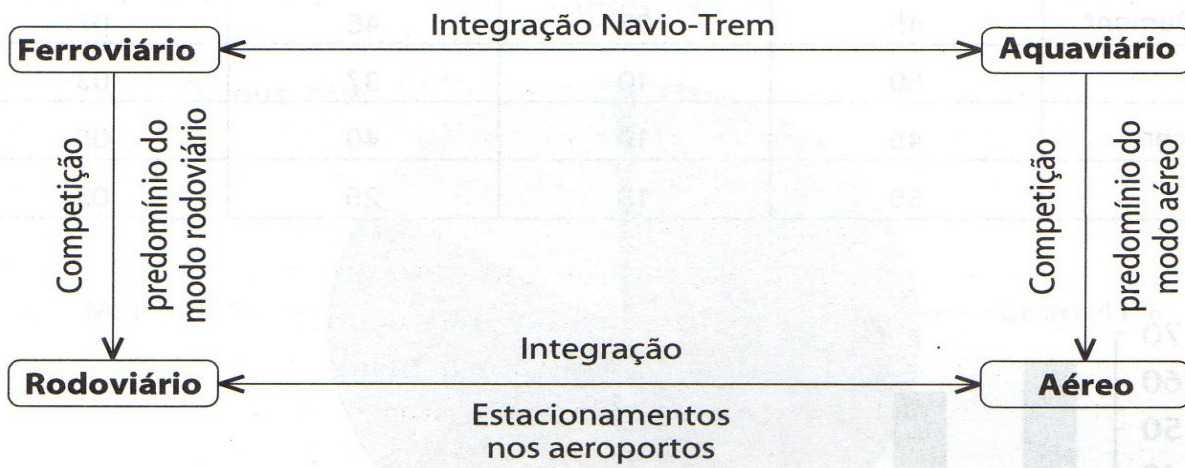 Integração Navio-Trem
Ferroviário
Aquaviário
Competição
predomínio do
modo rodoviário
Competição
predomínio do
modo aéreo
Integração
Rodoviário
Aéreo
Estacionamentos
nos aeroportos